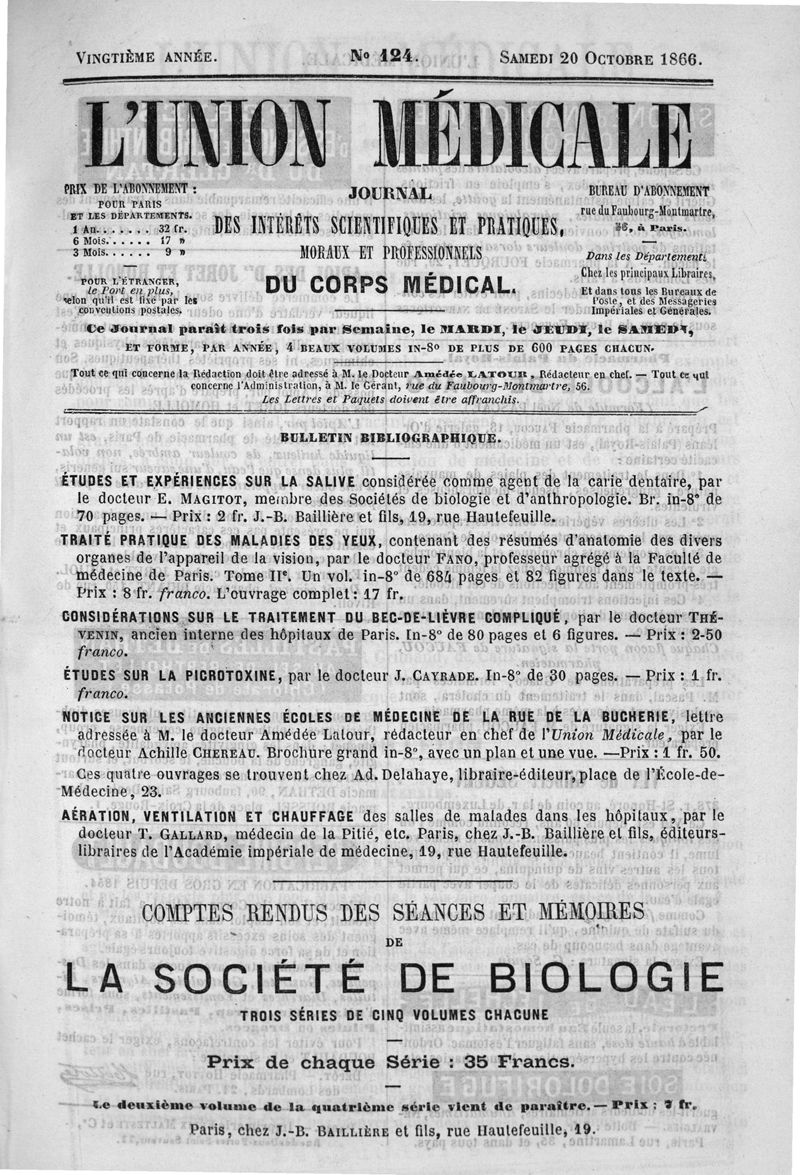 VINGTIÈME ANNÉE. No 124. SAMEDI 20 OCTOBRE 1866.
L'UNION MÉDICALE
PRIX DE L'ABONNEMENT :
POUR PARIS
ET LES DÉPARTEMENTS.
1 An....... 32 fr.
6 Mois...... 17 »
3 Mois...... 9 »
POUR L'ÉTRANGER,
le Port en plus,
selon qu'il est fixé par les
conventions postales.
JOURNAL
DES INTÉRÊTS SCIENTIFIQUES ET PRATIQUES,
MORAUX ET PROFESSIONNELS
DU CORPS MÉDICAL.
BUREAU D'ABONNEMENT
rue du Faubourg-Montmartre,
56, à Paris.
Dans les Départements
Chez les principaux Libraires,
Et dans tous les Bureaux de
Poste, et des Messageries
Impériales et Générales.
Ce Journal paraît trois fois par Semaine, le MARDI, le JEUDI, le SAMEDI,
ET FORME, PAR ANNÉE, 4 BEAUX VOLUMES IN-8o DE PLUS DE 600 PAGES CHACUN.
Tout ce qui concerne la Rédaction doit être adressé à M. le Docteur Amédée LATOUR, Rédacteur en chef. — Tout ce qui
concerne l'Administration, à M. le Gérant, rue du Faubourg-Montmartre, 56.
Les Lettres et Paquets doivent être affranchis.
BULLETIN BIBLIOGRAPHIQUE.
ÉTUDES ET EXPÉRIENCES SUR LA SALIVE considérée comme agent de la carie dentaire, par
le docteur E. MAGITOT, membre des Sociétés de biologie et d'anthropologie. Br. in-8° de
70 pages. — Prix : 2 fr. J.-B. Baillière et fils, 19, rue Hautefeuille.
TRAITÉ PRATIQUE DES MALADIES DES YEUX, contenant des résumés d'anatomie des divers
organes de l'appareil de la vision, par le docteur FANO, professeur agrégé à la Faculté de
médecine de Paris. Tome IIe. Un vol. in-8° de 684 pages et 82 figures dans le texte. —
Prix : 8 fr. franco. L'ouvrage complet : 17 fr.
CONSIDÉRATIONS SUR LE TRAITEMENT DU BEC-DE-LIÈVRE COMPLIQUÉ, par le docteur THÉ-
VENIN, ancien interne des hôpitaux de Paris. In-8° de 80 pages et 6 figures. — Prix : 2-50
franco.
ÉTUDES SUR LA PICROTOXINE, par le docteur J. CAYRADE. In-8° de 30 pages. — Prix : 1 fr.
franco.
NOTICE SUR LES ANCIENNES ÉCOLES DE MÉDECINE DE LA RUE DE LA BUCHERIE, lettre
adressée à M. le docteur Amédée Latour, rédacteur en chef de l'Union Médicale, par le
docteur Achille CHEREAU. Brochure grand in-8°, avec un plan et une vue. —Prix : 1 fr. 50.
Ces quatre ouvrages se trouvent chez Ad. Delahaye, libraire-éditeur, place de l'École-de-
Médecine, 23.
AÉRATION, VENTILATION ET CHAUFFAGE des salles de malades dans les hôpitaux, par le
docteur T. GALLARD, médecin de la Pitié, etc. Paris, chez J.-B. Baillière et fils, éditeurs-
libraires de l'Académie impériale de médecine, 19, rue Hautefeuille.
COMPTES RENDUS DES SÉANCES ET MÉMOIRES
DE
LA SOCIÉTÉ DE BIOLOGIE
TROIS SÉRIES DE CINQ VOLUMES CHACUNE
Prix de chaque Série : 35 Francs.
Le deuxième volume de la quatrième série vient de paraître. — Prix : 7 fr.
Paris, chez J.-B. BAILLIÈRE et fils, rue Hautefeuille, 19.